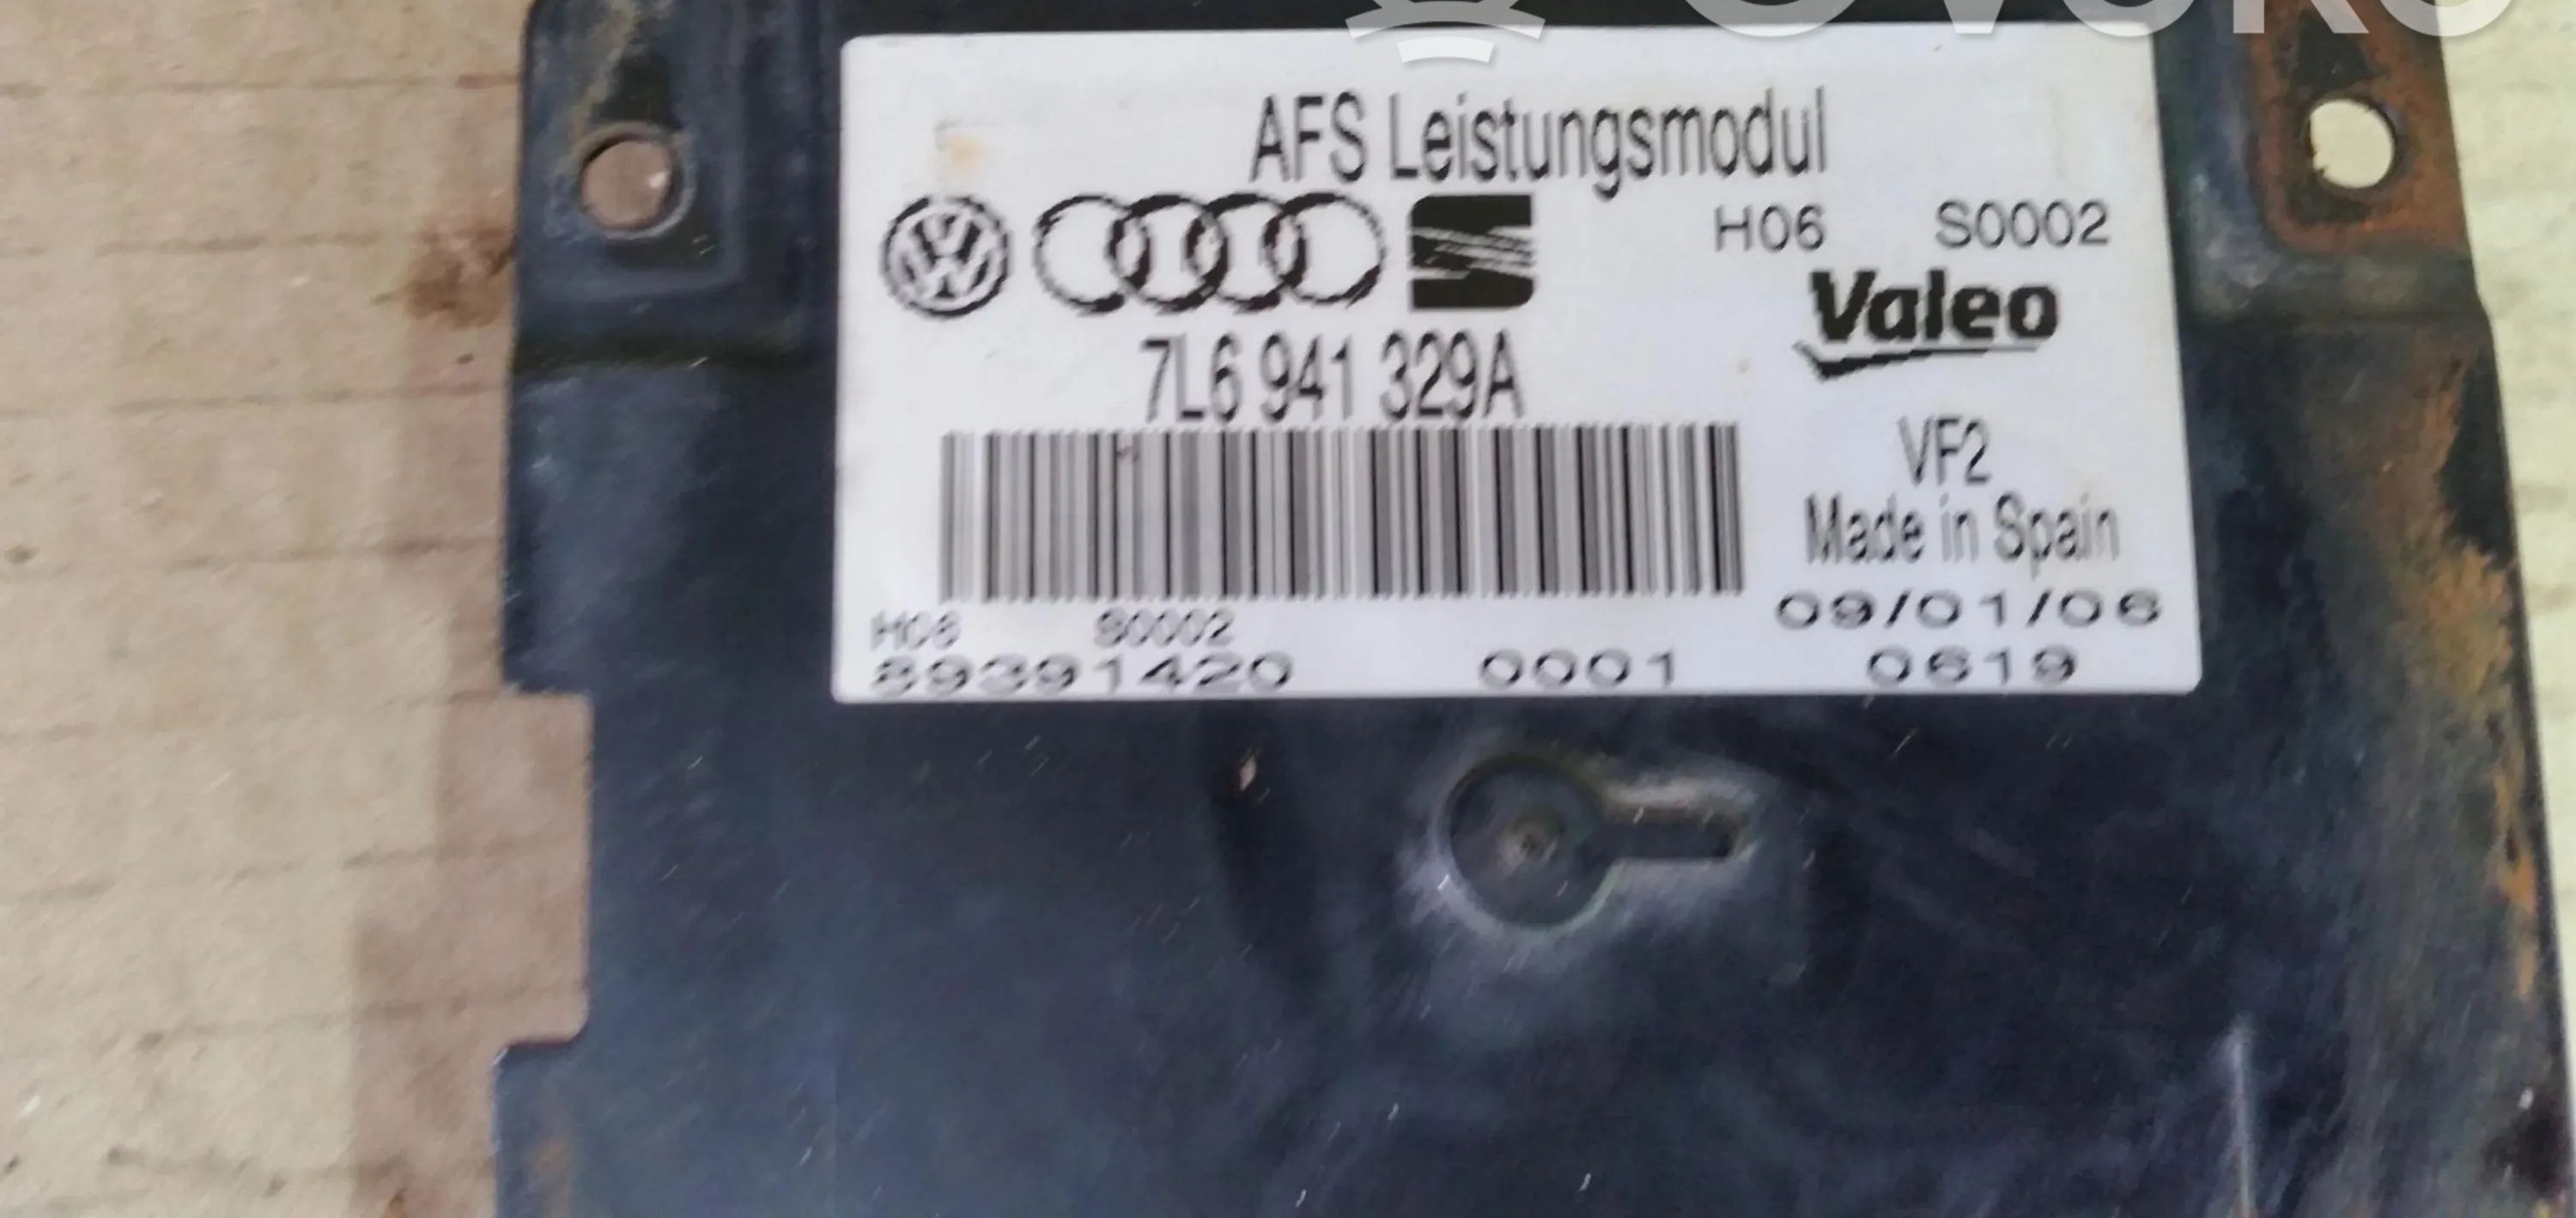 AFS Leistungsmodul
H06 S0002
Valeo
7L6 941 329A
VF2
Made in Spain
H06 S0002
09/01/06
89391420 0001 0619